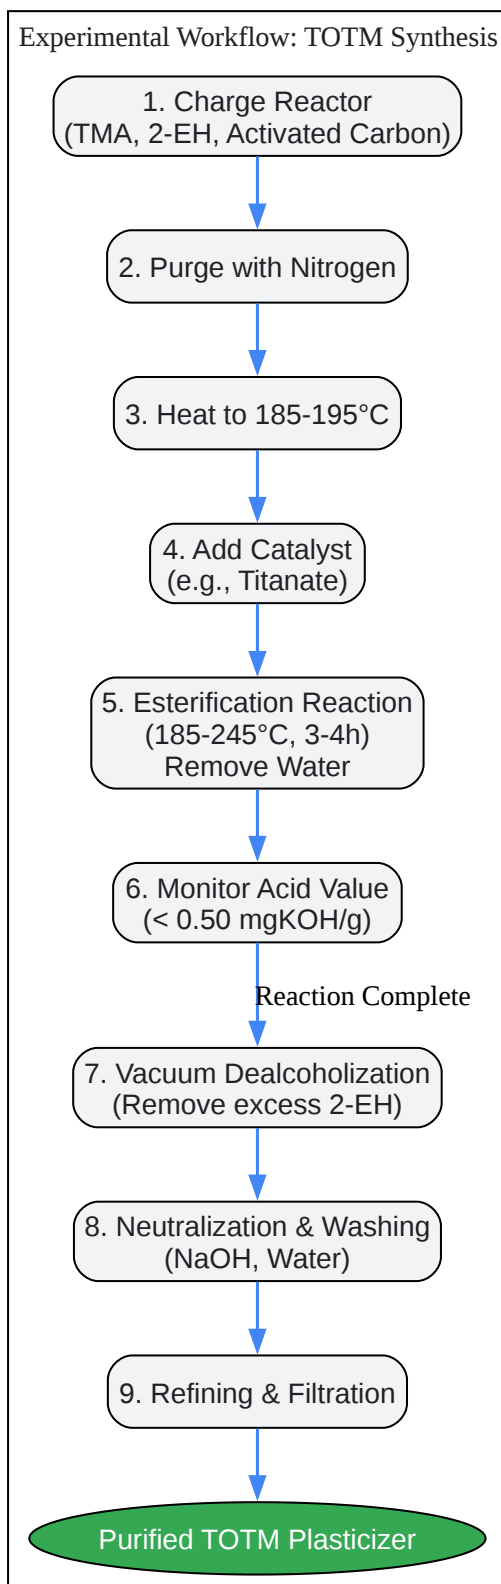 Experimental Workflow: TOTM Synthesis
1. Charge Reactor
(TMA, 2-EH, Activated Carbon)
2. Purge with Nitrogen
3. Heat to 185-195°C
4. Add Catalyst
(e.g., Titanate)
5. Esterification Reaction
(185-245°C, 3-4h)
Remove Water
6. Monitor Acid Value
(< 0.50 mgKOH/g)
Reaction Complete
7. Vacuum Dealcoholization
(Remove excess 2-EH)
8. Neutralization & Washing
(NaOH, Water)
9. Refining & Filtration
Purified TOTM Plasticizer